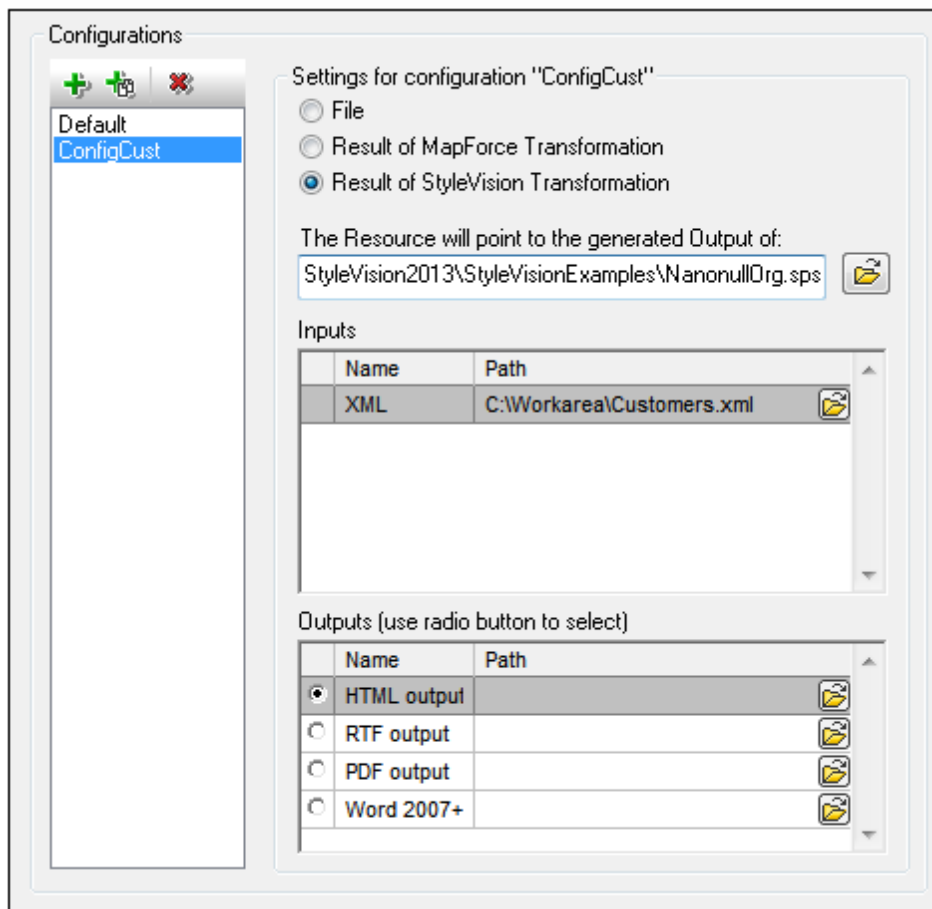 Configurations
Default
ConfigCust
Settings for configuration "ConfigCust"
File
Result of MapForce Transformation
Result of StyleVision Transformation
The Resource will point to the generated Output of:
StyleVision2013\StyleVisionExamples\NanonullOrg.sps
Inputs
Name Path
XML C:\Workarea\Customers.xml
Outputs (use radio button to select)
Name Path
HTML output
RTF output
PDF output
Word 2007+